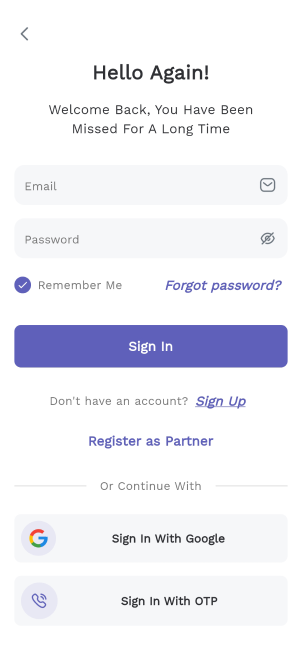 Hello Again!
Welcome Back, You Have Been
Missed For A Long Time
Email
Password
Remember Me
Forgot password?
Sign In
Don't have an account? Sign Up
Register as Partner
Or Continue With
Sign In With Google
Sign In With OTP